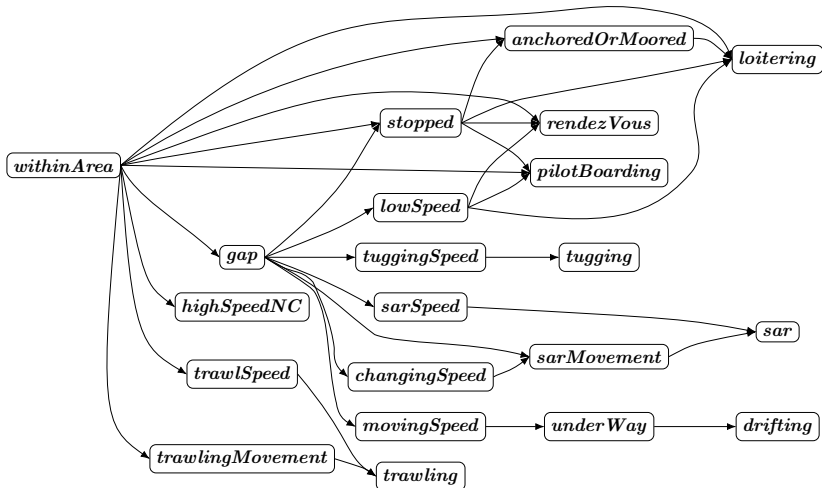 anchoredOrMoored
loitering
stopped
rendezVous
withinArea
pilotBoarding
lowSpeed
gap
tuggingSpeed
tugging
highSpeedNC
sarSpeed
sar
sarMovement
trawlSpeed
changingSpeed
movingSpeed
underWay
drifting
trawlingMovement
trawling